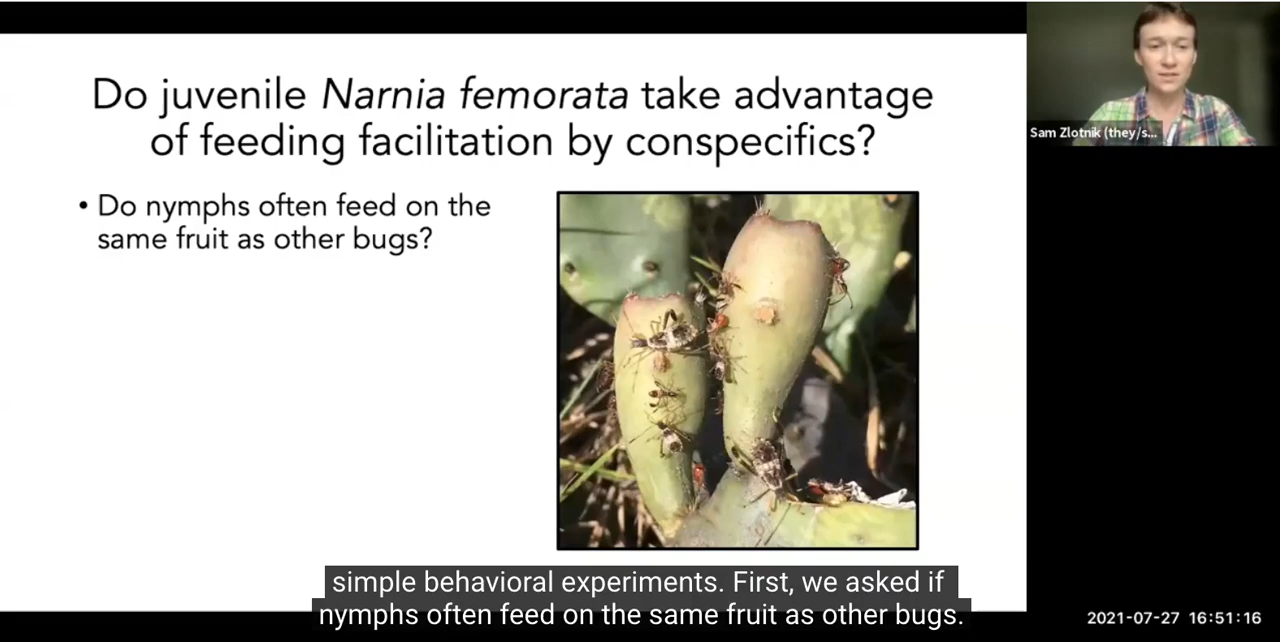 Do juvenile Narnia femorata take advantage
of feeding facilitation by conspecifics?
• Do nymphs often feed on the
same fruit as other bugs?
Sam Zlotnik (they/s...
simple behavioral experiments. First, we asked if
nymphs often feed on the same fruit as other bugs.
2021-07-27 16:51:16